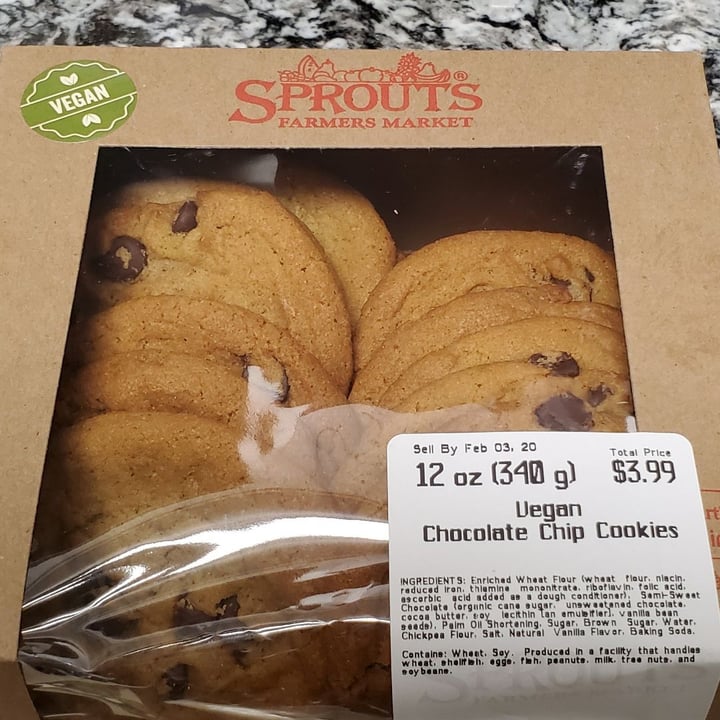 VEGAN
SPROUTS®
FARMERS MARKET
Sell By Feb 03, 20
Total Price
12 oz (340 g)
$3.99
Vegan
Chocolate Chip Cookies
INGREDIENTS: Enriched Wheat Flour (wheat flour, niacin,
reduced iron, thiamine mononitrate, riboflavin, folic acid,
ascorbic acid added as a dough conditioner), Semi-Sweet
Chocolate (organic cane sugar, unsweetened chocolate,
cocoa butter, soy lecithin (an emulsifier), vanilla bean
seeds), Palm Oil Shortening, Sugar, Brown Sugar, Water,
Chickpea Flour, Salt, Natural Vanilla Flavor, Baking Soda.
Contains: Wheat, Soy. Produced in a facility that handles
wheat, shellfish, eggs, fish, peanuts, milk, tree nuts, and
soybeans.